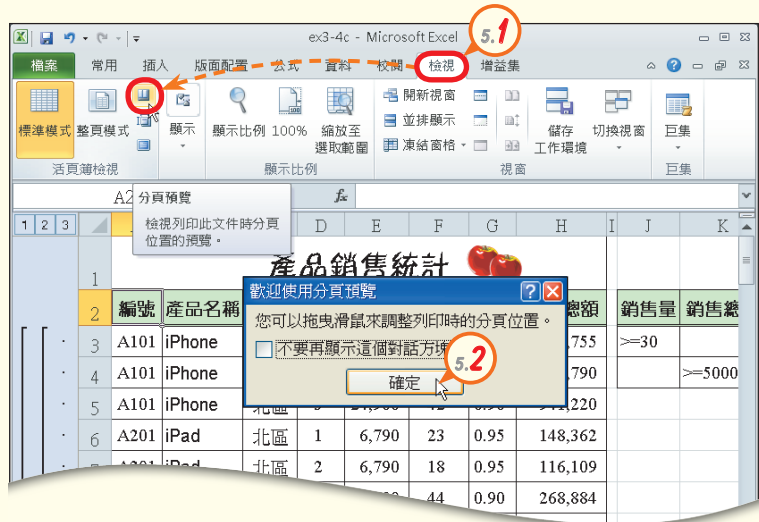 ex3-4c - Microsoft Excel
5.1
檔案 常用 插入 版面配置 公式 資料 校閱 檢視 增益集
標準模式 整頁模式 顯示 顯示比例 100% 縮放至選取範圍 開新視窗 並排顯示 凍結窗格 儲存工作環境 切換視窗 巨集
活頁簿檢視 顯示比例 視窗 巨集
A2 fx
分頁預覽
檢視列印此文件時分頁
位置的預覽。
1 2 3 D E F G H I J K
1 產品銷售統計
歡迎使用分頁預覽
您可以拖曳滑鼠來調整列印時的分頁位置。
不要再顯示這個對話方塊
5.2
確定
2 編號 產品名稱 總額 銷售量 銷售總
3 A101 iPhone ,755 >=30
4 A101 iPhone ,790 >=5000
5 A101 iPhone 北區
6 A201 iPad 北區 1 6,790 23 0.95 148,362
A201 iPad 北區 2 6,790 18 0.95 116,109
44 0.90 268,884